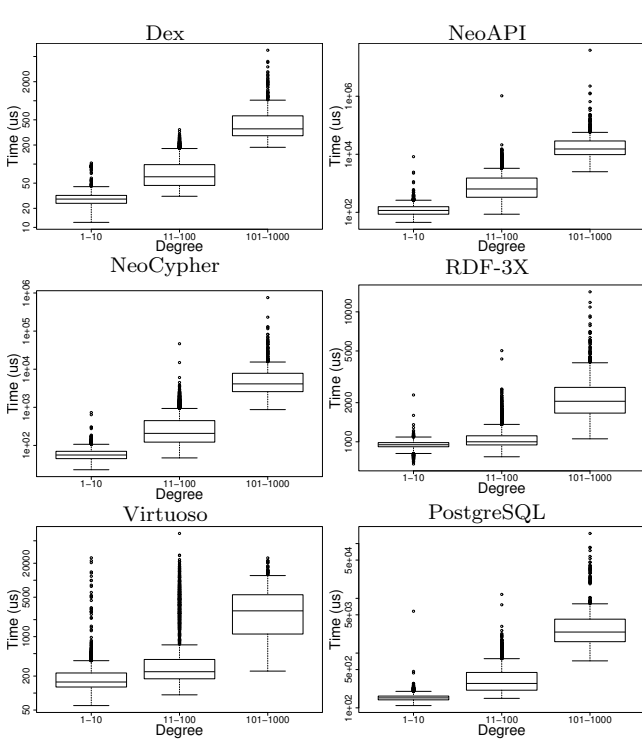 Dex
Time (us)
2000
500
200
50
20
10
1−10
11−100
101−1000
Degree
NeoAPI
Time (us)
1e+06
1e+04
1e+02
1−10
11−100
101−1000
Degree
NeoCypher
Time (us)
1e+06
1e+05
1e+04
1e+03
1e+02
1−10
11−100
101−1000
Degree
RDF-3X
Time (us)
10000
5000
2000
1000
1−10
11−100
101−1000
Degree
Virtuoso
Time (us)
20000
5000
1000
200
50
1−10
11−100
101−1000
Degree
PostgreSQL
Time (us)
5e+04
5e+03
5e+02
1e+02
1−10
11−100
101−1000
Degree